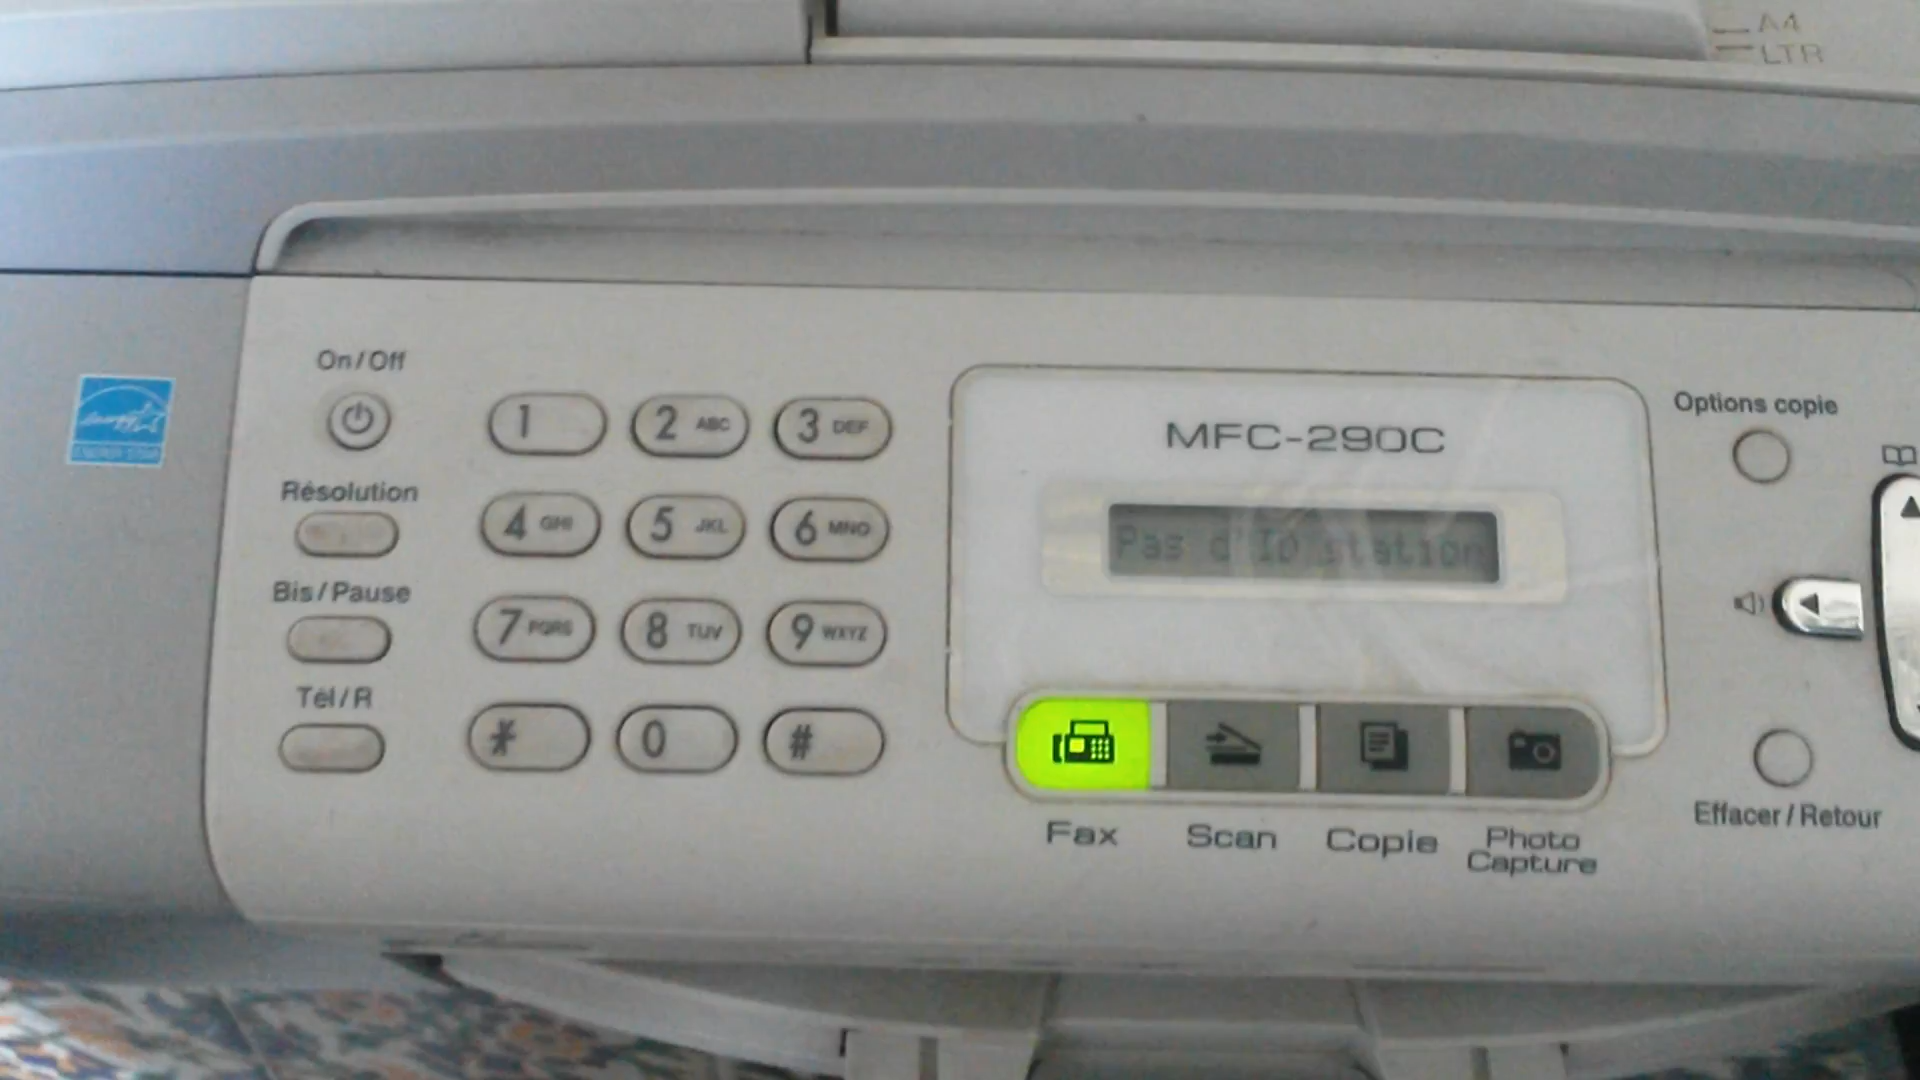 A4
LTR
On/Off
Options copie
MFC-290C
1
2 ABC
3 DEF
Résolution
4 GHI
5 JKL
6 MNO
Pas d'ID station
Bis/Pause
7 PQRS
8 TUV
9 WXYZ
Tél/R
*
0
#
Effacer/Retour
Fax
Scan
Copie
Photo
Capture